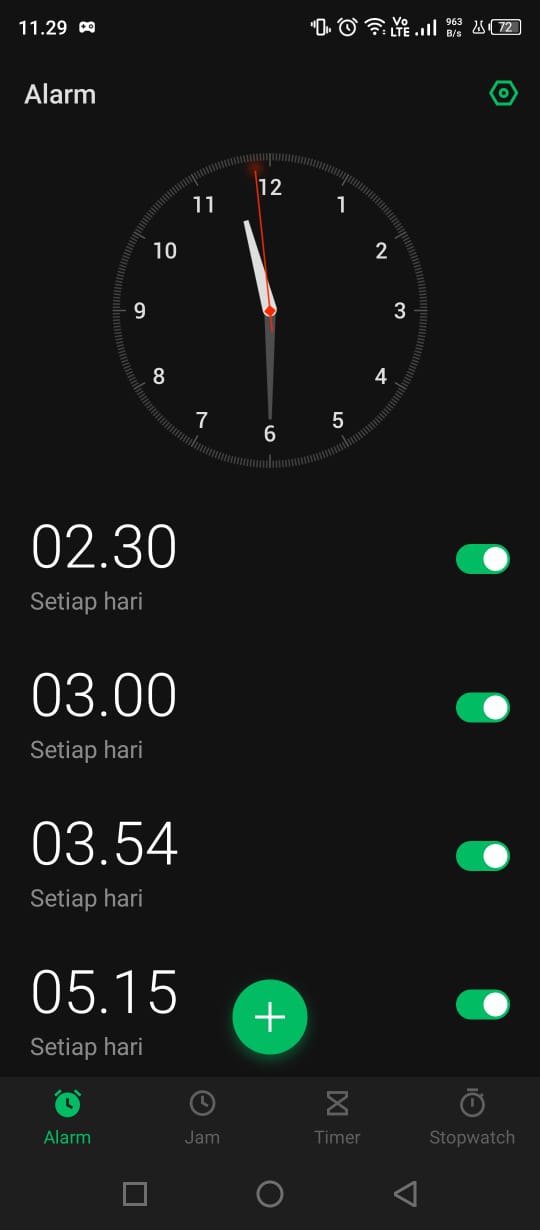 11.29 Vo LTE 963 B/s 72
Alarm
12
11 1
10 2
9 3
8 4
7 5
6
02.30
Setiap hari
03.00
Setiap hari
03.54
Setiap hari
05.15
Setiap hari
Alarm Jam Timer Stopwatch